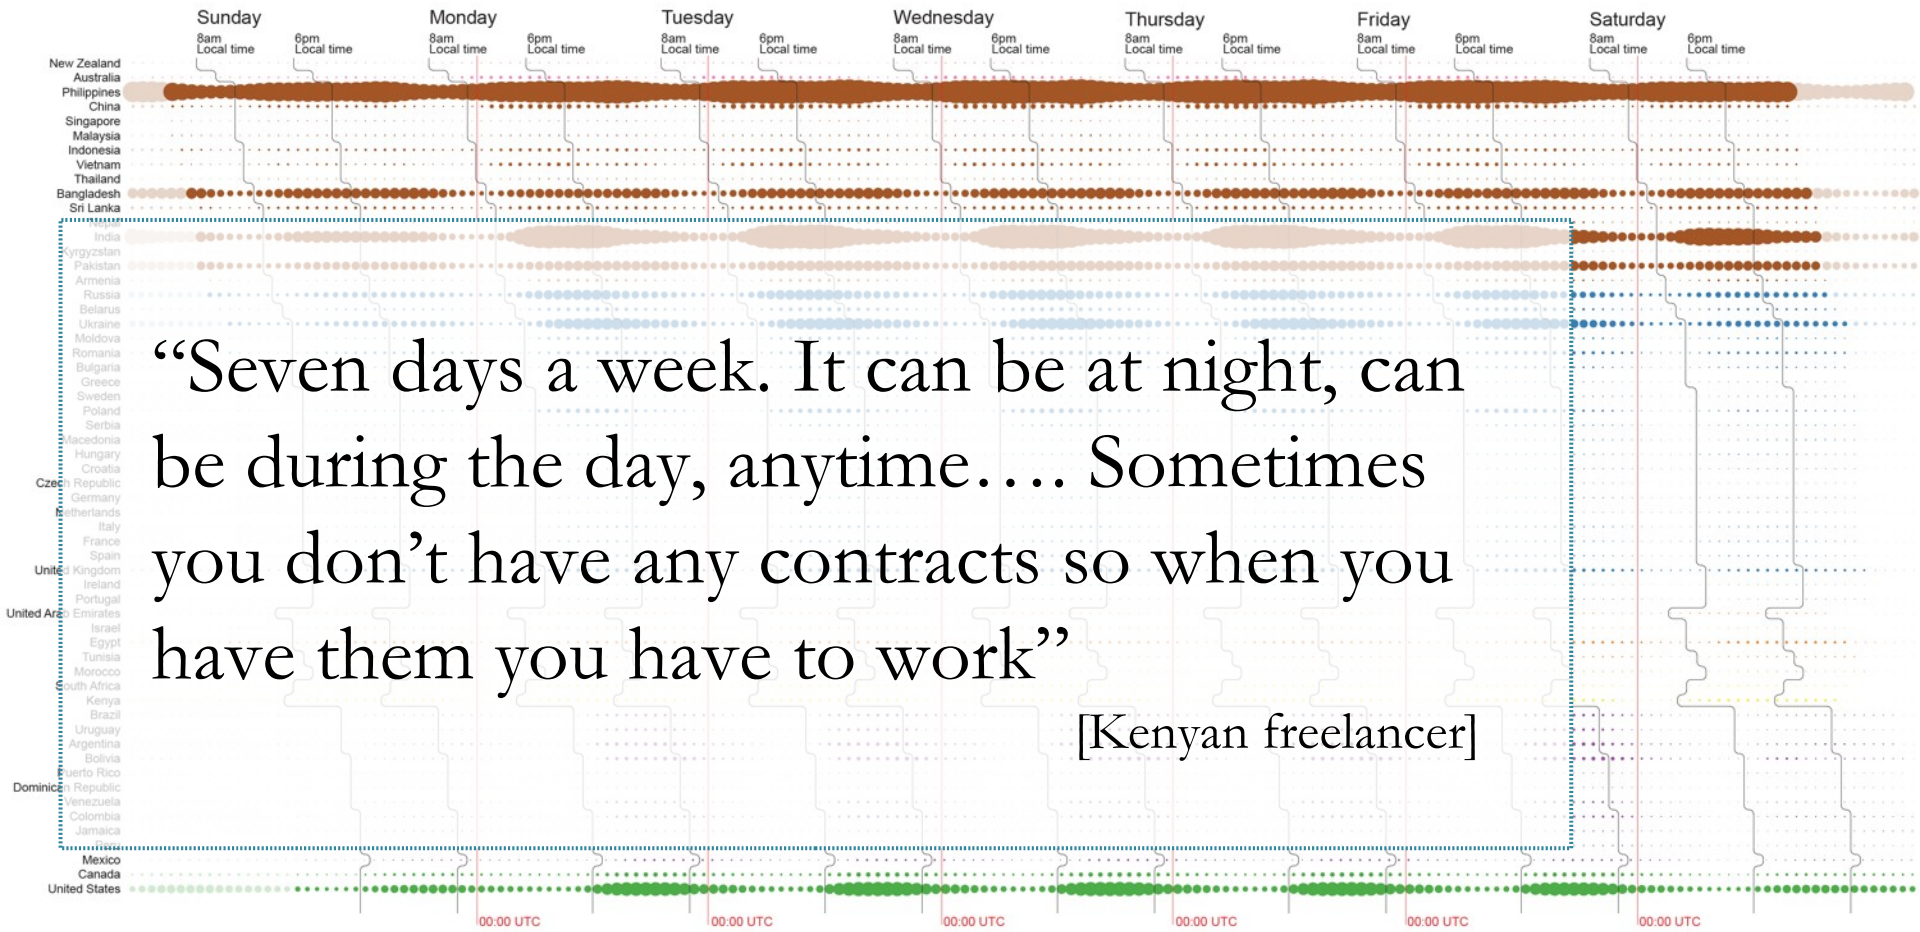 Sunday Monday Tuesday Wednesday Thursday Friday Saturday
8am 6pm 8am 6pm 8am 6pm 8am 6pm 8am 6pm 8am 6pm 8am 6pm
Local time Local time Local time Local time Local time Local time Local time Local time Local time Local time Local time Local time Local time Local time
New Zealand
Australia
Philippines
China
Singapore
Malaysia
Indonesia
Vietnam
Thailand
Bangladesh
Sri Lanka
Nepal
India
Kyrgyzstan
Pakistan
Armenia
Russia
Belarus
Ukraine
Moldova
Romania
Bulgaria
Greece
Sweden
Poland
Serbia
Macedonia
Hungary
Croatia
Czech Republic
Germany
Netherlands
Italy
France
Spain
United Kingdom
Ireland
Portugal
United Arab Emirates
Israel
Egypt
Tunisia
Morocco
South Africa
Kenya
Brazil
Uruguay
Argentina
Bolivia
Puerto Rico
Dominican Republic
Venezuela
Colombia
Jamaica
Peru
Mexico
Canada
United States
“Seven days a week. It can be at night, can
be during the day, anytime…. Sometimes
you don’t have any contracts so when you
have them you have to work”
[Kenyan freelancer]
00:00 UTC 00:00 UTC 00:00 UTC 00:00 UTC 00:00 UTC 00:00 UTC